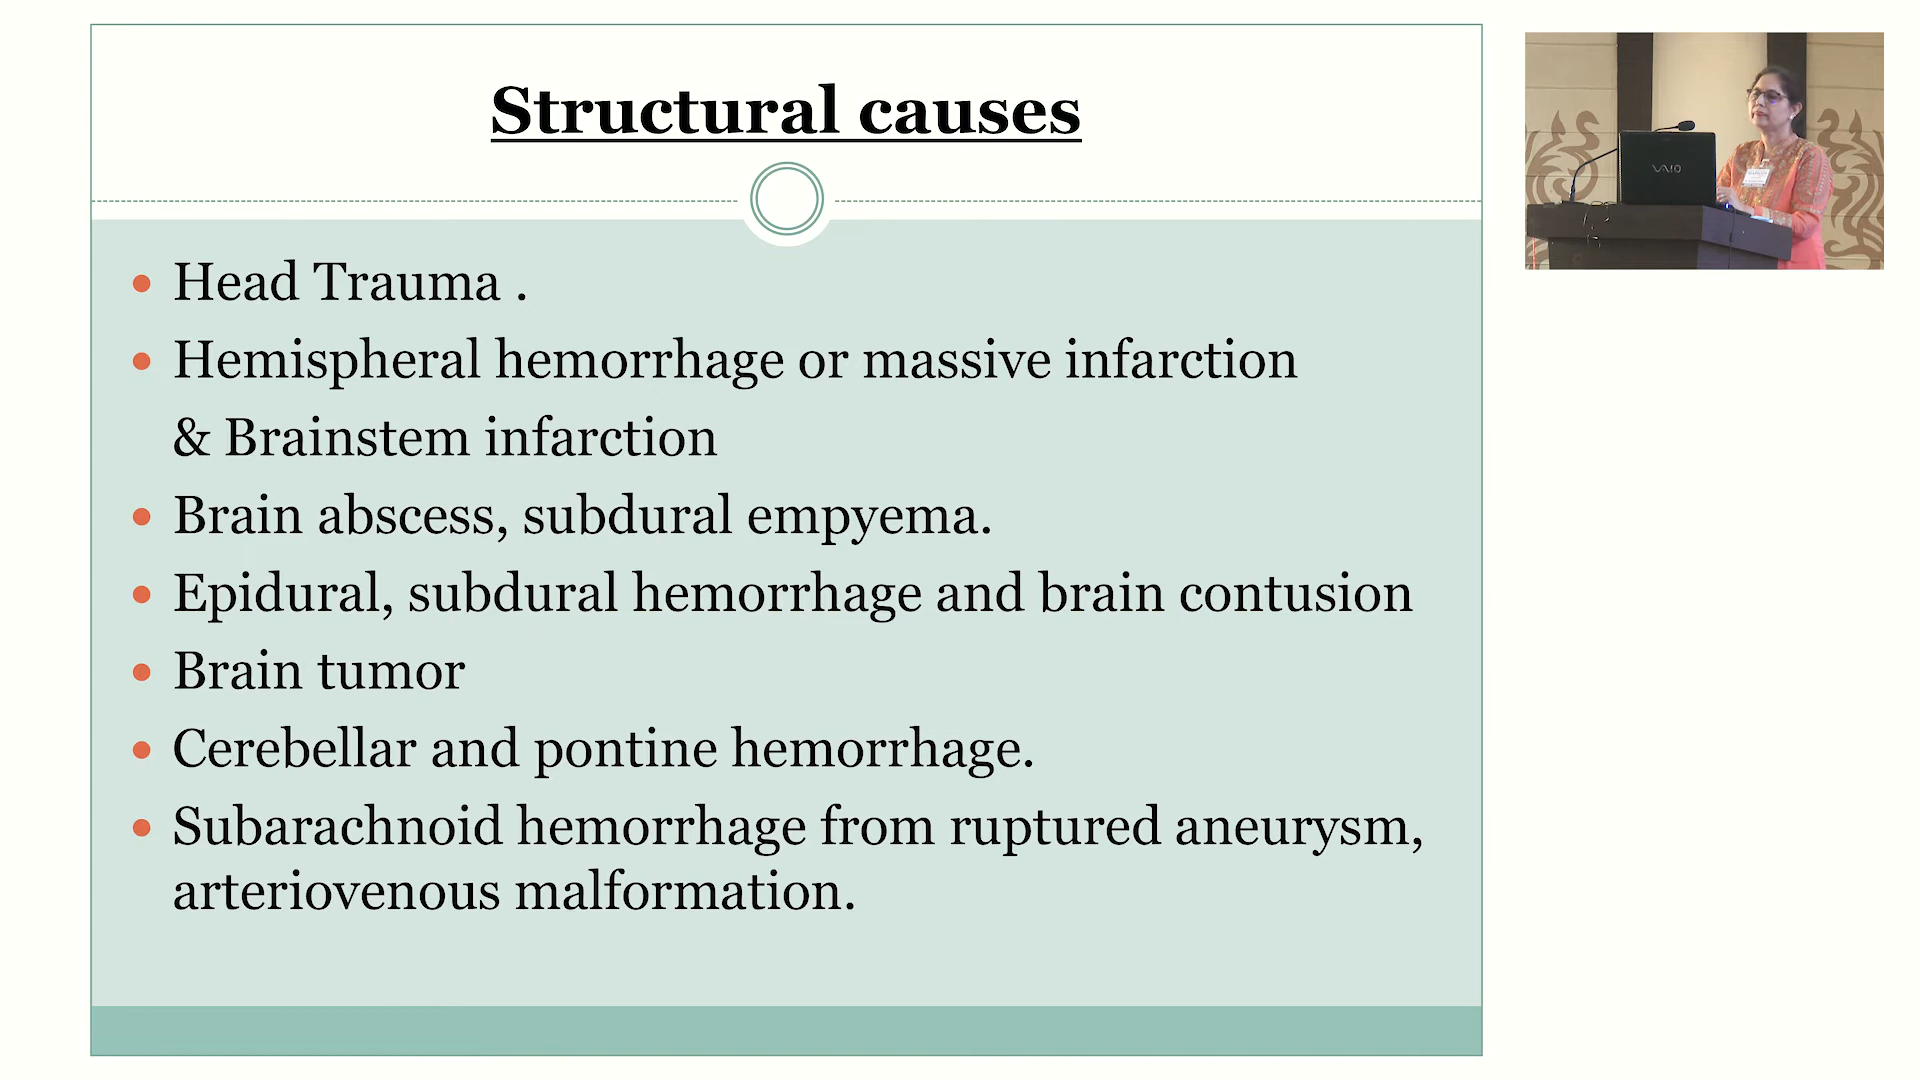 Structural causes
• Head Trauma .
• Hemispheral hemorrhage or massive infarction
& Brainstem infarction
• Brain abscess, subdural empyema.
• Epidural, subdural hemorrhage and brain contusion
• Brain tumor
• Cerebellar and pontine hemorrhage.
• Subarachnoid hemorrhage from ruptured aneurysm,
arteriovenous malformation.
VAIO